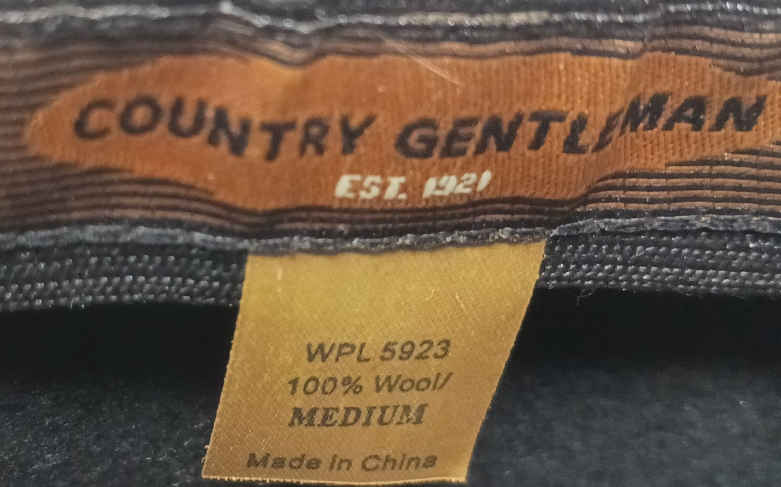 COUNTRY GENTLEMAN
EST. 1921
WPL 5923
100% Wool/
MEDIUM
Made in China